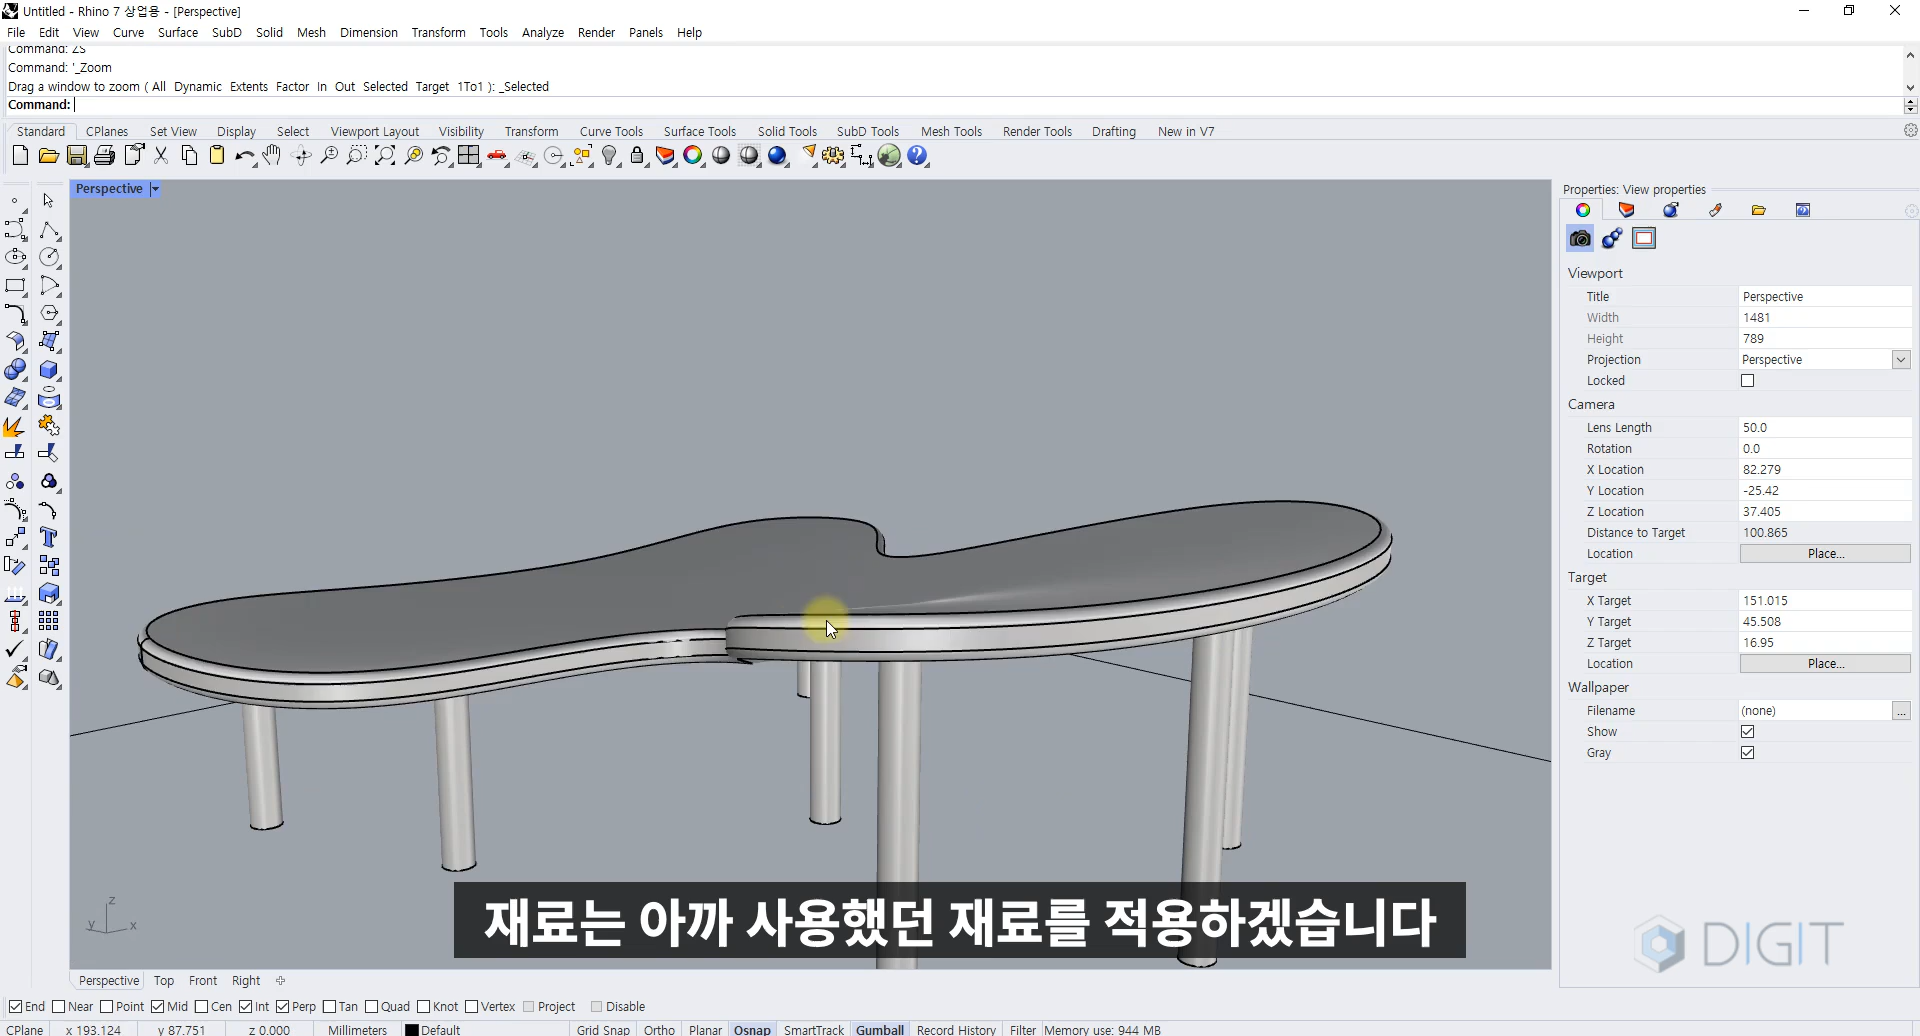 Untitled - Rhino 7 상업용 - [Perspective]
File Edit View Curve Surface SubD Solid Mesh Dimension Transform Tools Analyze Render Panels Help
Command: ZS
Command: '_Zoom
Drag a window to zoom ( All Dynamic Extents Factor In Out Selected Target 1To1 ): _Selected
Command:
Standard CPlanes Set View Display Select Viewport Layout Visibility Transform Curve Tools Surface Tools Solid Tools SubD Tools Mesh Tools Render Tools Drafting New in V7
Perspective
Properties: View properties
Viewport
Title Perspective
Width 1481
Height 789
Projection Perspective
Locked
Camera
Lens Length 50.0
Rotation 0.0
X Location 82.279
Y Location -25.42
Z Location 37.405
Distance to Target 100.865
Location Place...
Target
X Target 151.015
Y Target 45.508
Z Target 16.95
Location Place...
Wallpaper
Filename (none) ...
Show
Gray
z
y x
재료는 아까 사용했던 재료를 적용하겠습니다
DIGIT
Perspective Top Front Right
End Near Point Mid Cen Int Perp Tan Quad Knot Vertex Project Disable
CPlane x 193.124 y 87.751 z 0.000 Millimeters Default Grid Snap Ortho Planar Osnap SmartTrack Gumball Record History Filter Memory use: 944 MB